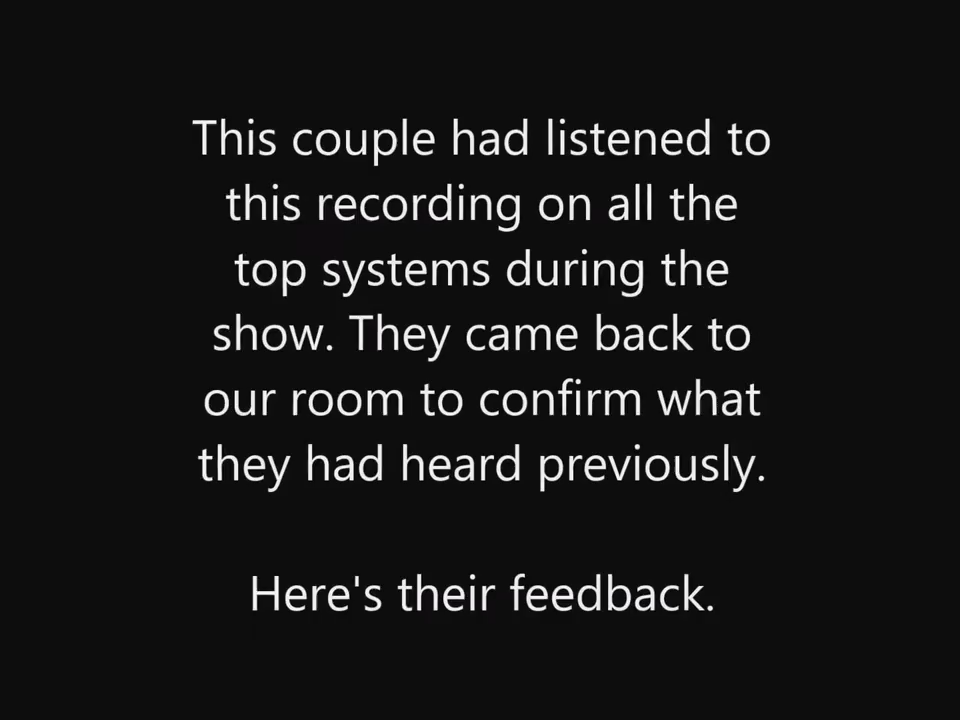 This couple had listened to
this recording on all the
top systems during the
show. They came back to
our room to confirm what
they had heard previously.
Here's their feedback.